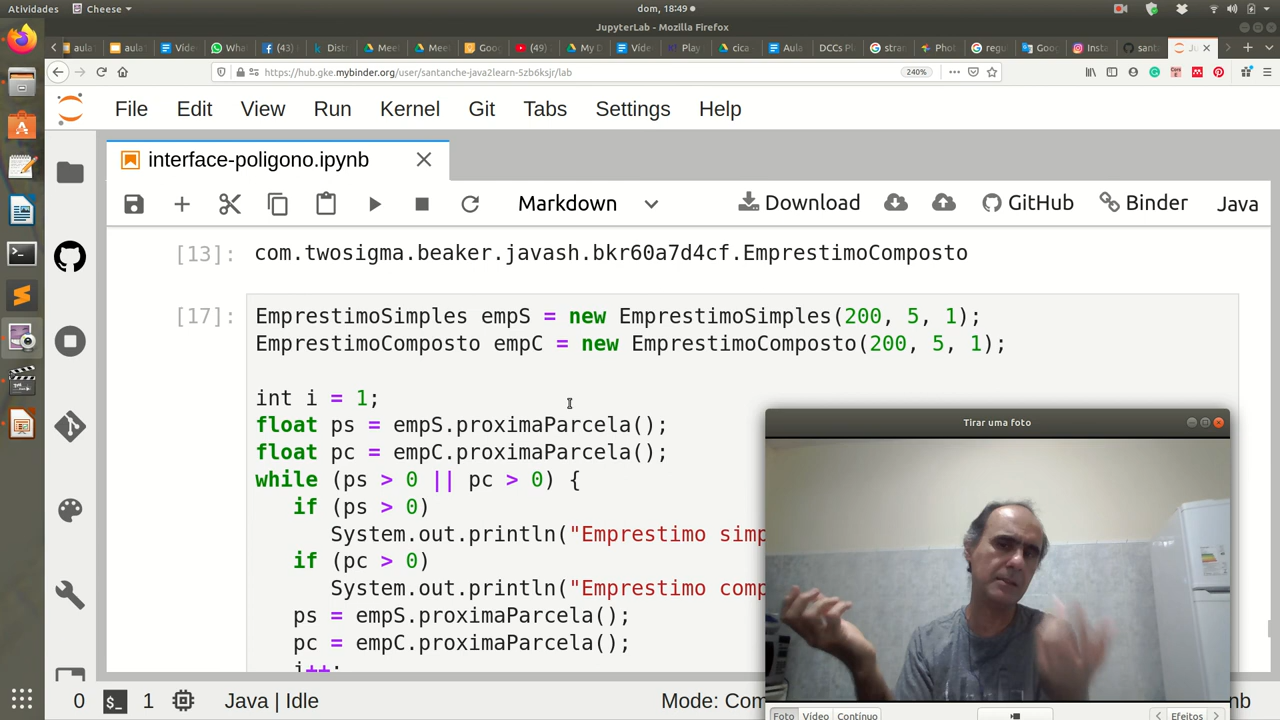 Atividades
Cheese
dom, 18:49
JupyterLab - Mozilla Firefox
aula
aula
Víde
Wha
(43)
Distr
Meet
Mee
Goo
(49)
My D
Víde
Play
cica
Aula
DCCs Pl
stran
Phot
regu
Goo
Insta
santa
Ju
https://hub.gke.mybinder.org/user/santanche-java2learn-5zb6ksjr/lab
240%
File Edit View Run Kernel Git Tabs Settings Help
interface-poligono.ipynb
Markdown
Download
GitHub
Binder
Java
[13]: com.twosigma.beaker.javash.bkr60a7d4cf.EmprestimoComposto
[17]: EmprestimoSimples empS = new EmprestimoSimples(200, 5, 1);
EmprestimoComposto empC = new EmprestimoComposto(200, 5, 1);
int i = 1;
float ps = empS.proximaParcela();
float pc = empC.proximaParcela();
while (ps > 0 || pc > 0) {
if (ps > 0)
System.out.println("Emprestimo simp
if (pc > 0)
System.out.println("Emprestimo comp
ps = empS.proximaParcela();
pc = empC.proximaParcela();
i++;
0
1
Java | Idle
Mode: Com
nb
Tirar uma foto
Foto Vídeo Contínuo
Efeitos